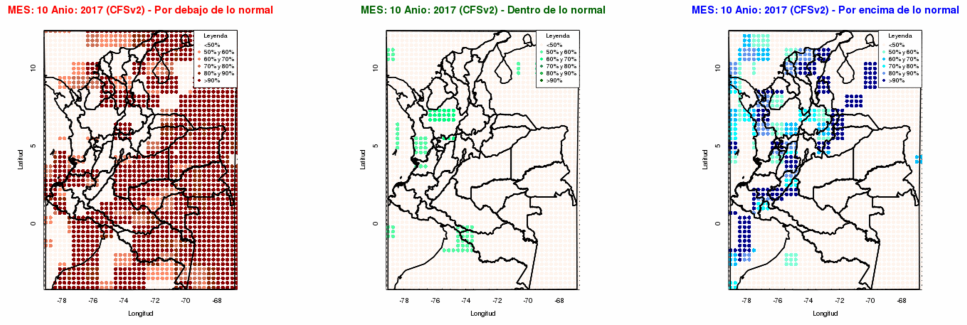 MES: 10 Anio: 2017 (CFSv2) - Por debajo de lo normal
Leyenda
<50%
50% y 60%
60% y 70%
70% y 80%
80% y 90%
>90%
Latitud
10
5
0
-78
-76
-74
-72
-70
-68
Longitud
MES: 10 Anio: 2017 (CFSv2) - Dentro de lo normal
Leyenda
<50%
50% y 60%
60% y 70%
70% y 80%
80% y 90%
>90%
Latitud
10
5
0
-78
-76
-74
-72
-70
-68
Longitud
MES: 10 Anio: 2017 (CFSv2) - Por encima de lo normal
Leyenda
<50%
50% y 60%
60% y 70%
70% y 80%
80% y 90%
>90%
Latitud
10
5
0
-78
-76
-74
-72
-70
-68
Longitud